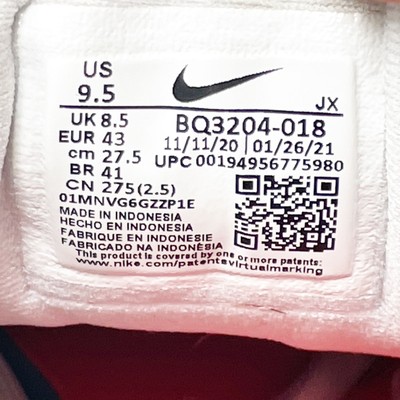 US
9.5
JX
UK 8.5
EUR 43
cm 27.5
BR 41
CN 275(2.5)
BQ3204-018
11/11/20 01/26/21
UPC 00194956775980
01MNVG6GZZP1E
MADE IN INDONESIA
HECHO EN INDONESIA
FABRIQUE EN INDONESIE
FABRICADO NA INDONÉSIA
This product is covered by one or more patents
www.nike.com/patentsvirtualmarking